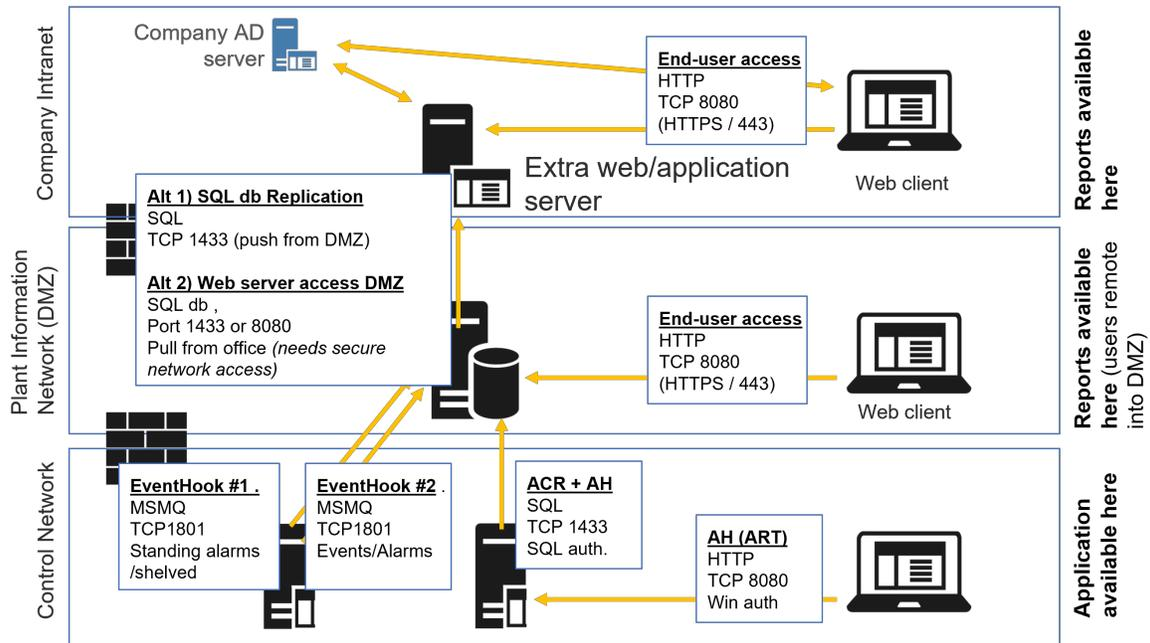 Company Intranet
Company AD
server
End-user access
HTTP
TCP 8080
(HTTPS / 443)
Web client
Extra web/application
server
Reports available
here
Alt 1) SQL db Replication
SQL
TCP 1433 (push from DMZ)
Alt 2) Web server access DMZ
SQL db ,
Port 1433 or 8080
Pull from office (needs secure
network access)
Plant Information
Network (DMZ)
End-user access
HTTP
TCP 8080
(HTTPS / 443)
Web client
Reports available
here (users remote
into DMZ)
Control Network
EventHook #1 .
MSMQ
TCP1801
Standing alarms
/shelved
EventHook #2 .
MSMQ
TCP1801
Events/Alarms
ACR + AH
SQL
TCP 1433
SQL auth.
AH (ART)
HTTP
TCP 8080
Win auth
Application
available here